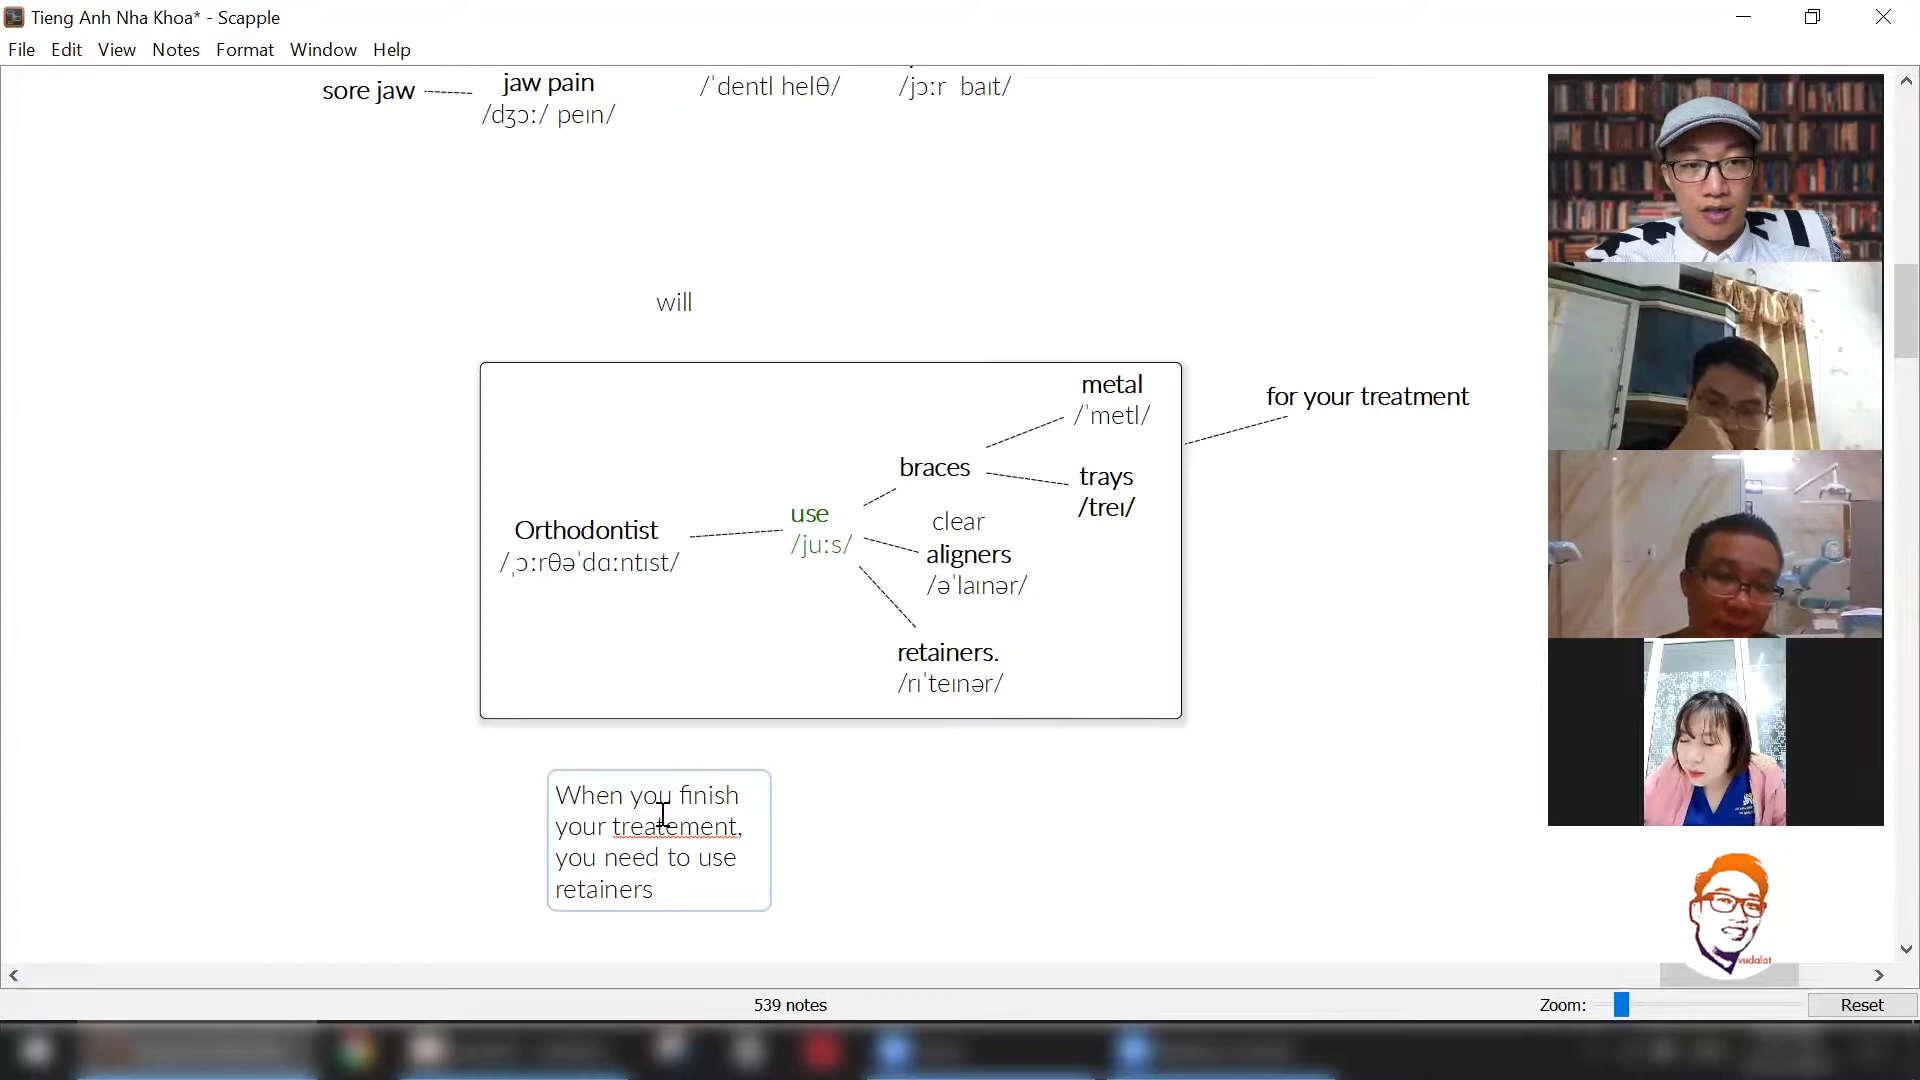 Tieng Anh Nha Khoa* - Scapple
File Edit View Notes Format Window Help
sore jaw
jaw pain
/dʒɔː/ peɪn/
/ˈdentl helθ/
/jɔːr baɪt/
will
metal
/ˈmetl/
for your treatment
braces
trays
/treɪ/
use
/juːs/
clear
aligners
/əˈlaɪnər/
Orthodontist
/ˌɔːrθəˈdɑːntɪst/
retainers.
/rɪˈteɪnər/
When you finish
your treatement,
you need to use
retainers
vudalat
539 notes
Zoom:
Reset